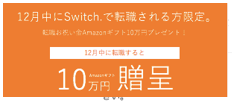 12月中にSwitch.で転職される方限定。
転職お祝い金Amazonギフト10万円プレゼント！
12月中に転職すると
10万円 Amazonギフト 贈呈